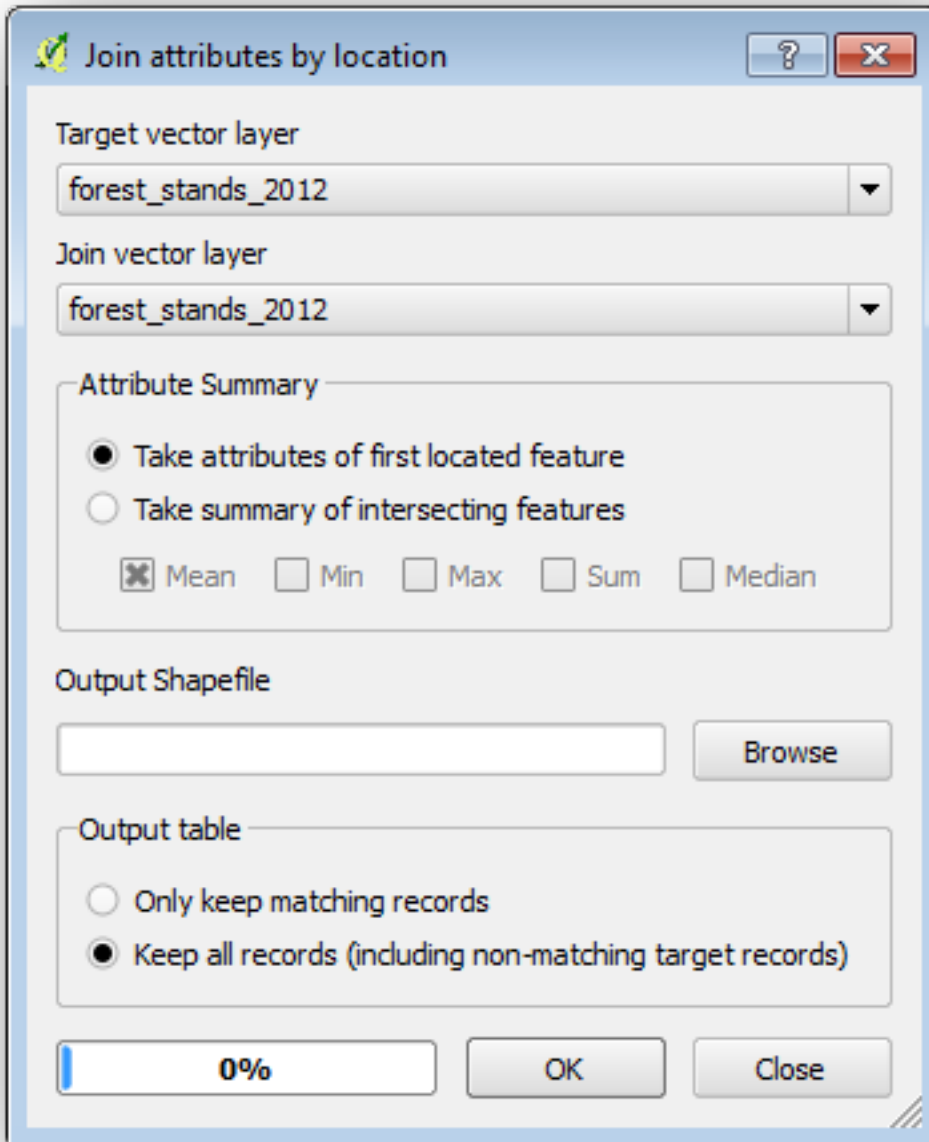 Join attributes by location
Target vector layer
forest_stands_2012
Join vector layer
forest_stands_2012
Attribute Summary
Take attributes of first located feature
Take summary of intersecting features
Mean Min Max Sum Median
Output Shapefile
Browse
Output table
Only keep matching records
Keep all records (including non-matching target records)
0% OK Close